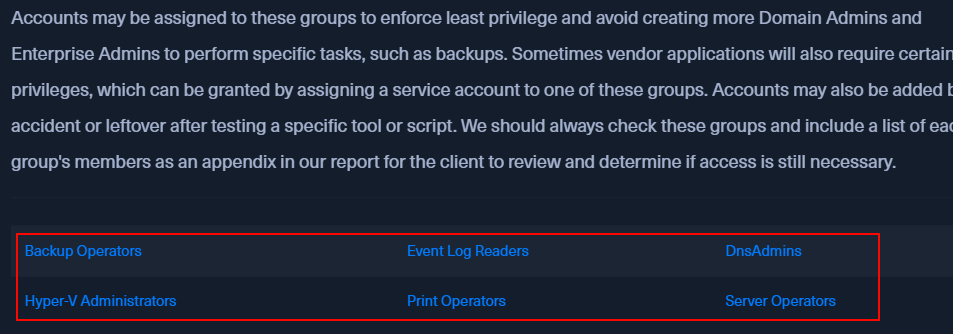 Accounts may be assigned to these groups to enforce least privilege and avoid creating more Domain Admins and
Enterprise Admins to perform specific tasks, such as backups. Sometimes vendor applications will also require certain
privileges, which can be granted by assigning a service account to one of these groups. Accounts may also be added
accident or leftover after testing a specific tool or script. We should always check these groups and include a list of
group's members as an appendix in our report for the client to review and determine if access is still necessary.
Backup Operators Event Log Readers DnsAdmins
Hyper-V Administrators Print Operators Server Operators